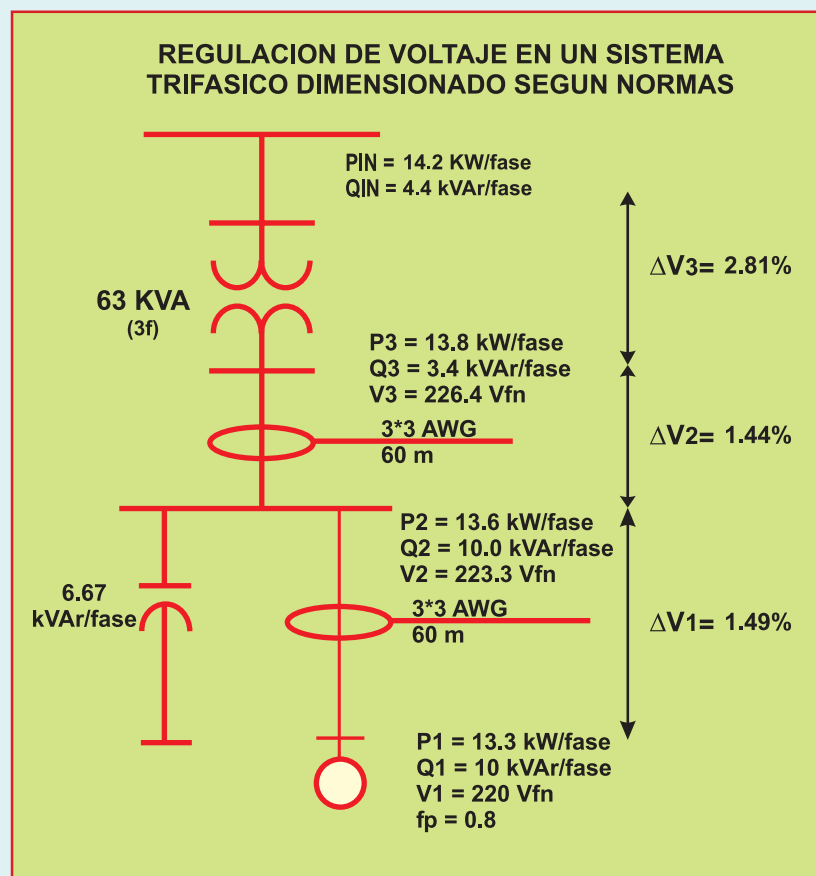 REGULACION DE VOLTAJE EN UN SISTEMA
TRIFASICO DIMENSIONADO SEGUN NORMAS
PIN = 14.2 KW/fase
QIN = 4.4 kVAr/fase
ΔV3= 2.81%
63 KVA
(3f)
P3 = 13.8 kW/fase
Q3 = 3.4 kVAr/fase
V3 = 226.4 Vfn
3*3 AWG
60 m
ΔV2= 1.44%
P2 = 13.6 kW/fase
Q2 = 10.0 kVAr/fase
V2 = 223.3 Vfn
6.67
kVAr/fase
3*3 AWG
60 m
ΔV1= 1.49%
P1 = 13.3 kW/fase
Q1 = 10 kVAr/fase
V1 = 220 Vfn
fp = 0.8